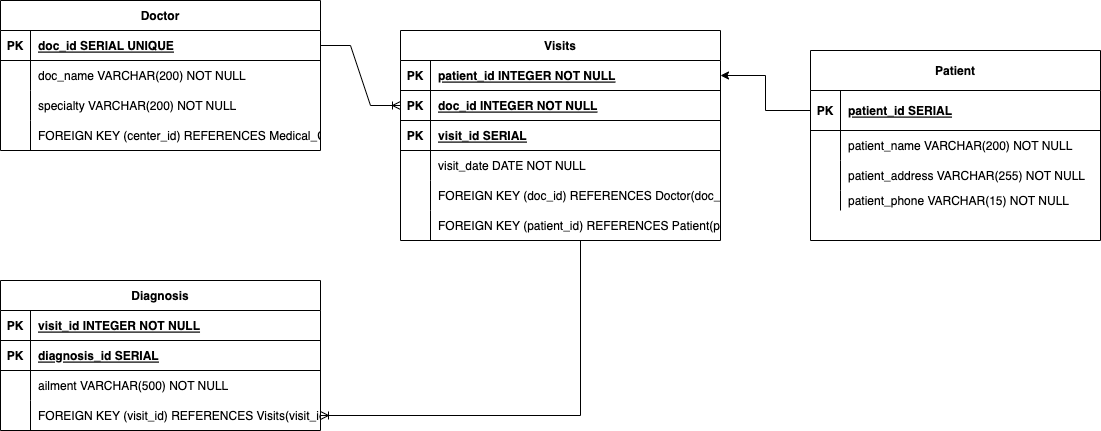 Doctor
PK doc_id SERIAL UNIQUE
doc_name VARCHAR(200) NOT NULL
specialty VARCHAR(200) NOT NULL
FOREIGN KEY (center_id) REFERENCES Medical_
Visits
PK patient_id INTEGER NOT NULL
PK doc_id INTEGER NOT NULL
PK visit_id SERIAL
visit_date DATE NOT NULL
FOREIGN KEY (doc_id) REFERENCES Doctor(doc_
FOREIGN KEY (patient_id) REFERENCES Patient(p
Patient
PK patient_id SERIAL
patient_name VARCHAR(200) NOT NULL
patient_address VARCHAR(255) NOT NULL
patient_phone VARCHAR(15) NOT NULL
Diagnosis
PK visit_id INTEGER NOT NULL
PK diagnosis_id SERIAL
ailment VARCHAR(500) NOT NULL
FOREIGN KEY (visit_id) REFERENCES Visits(visit_i